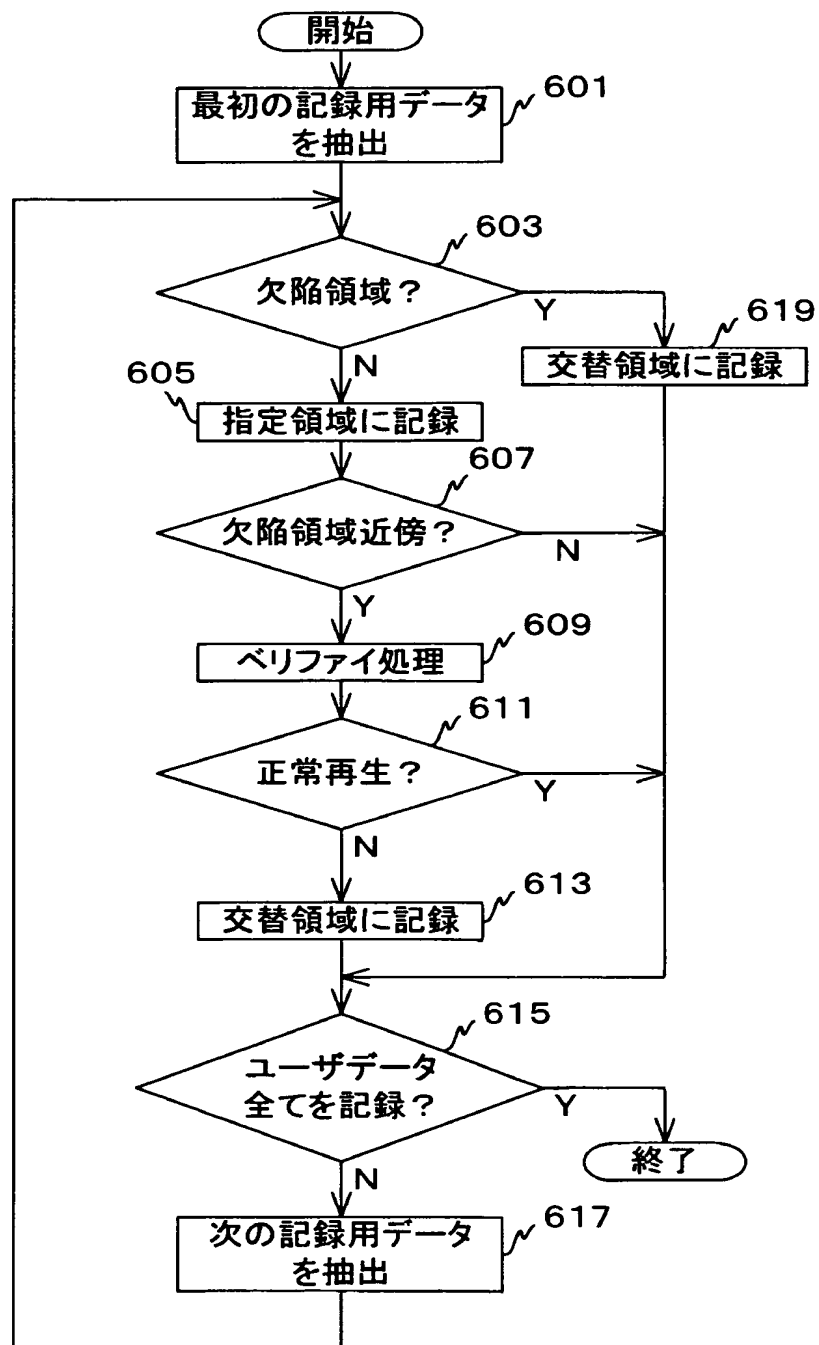 開始
601
最初の記録用データ
を抽出
603
欠陥領域？
Y
619
交替領域に記録
N
605
指定領域に記録
607
欠陥領域近傍？
N
Y
609
ベリファイ処理
611
正常再生？
Y
N
613
交替領域に記録
615
ユーザデータ
全てを記録？
Y
終了
N
617
次の記録用データ
を抽出